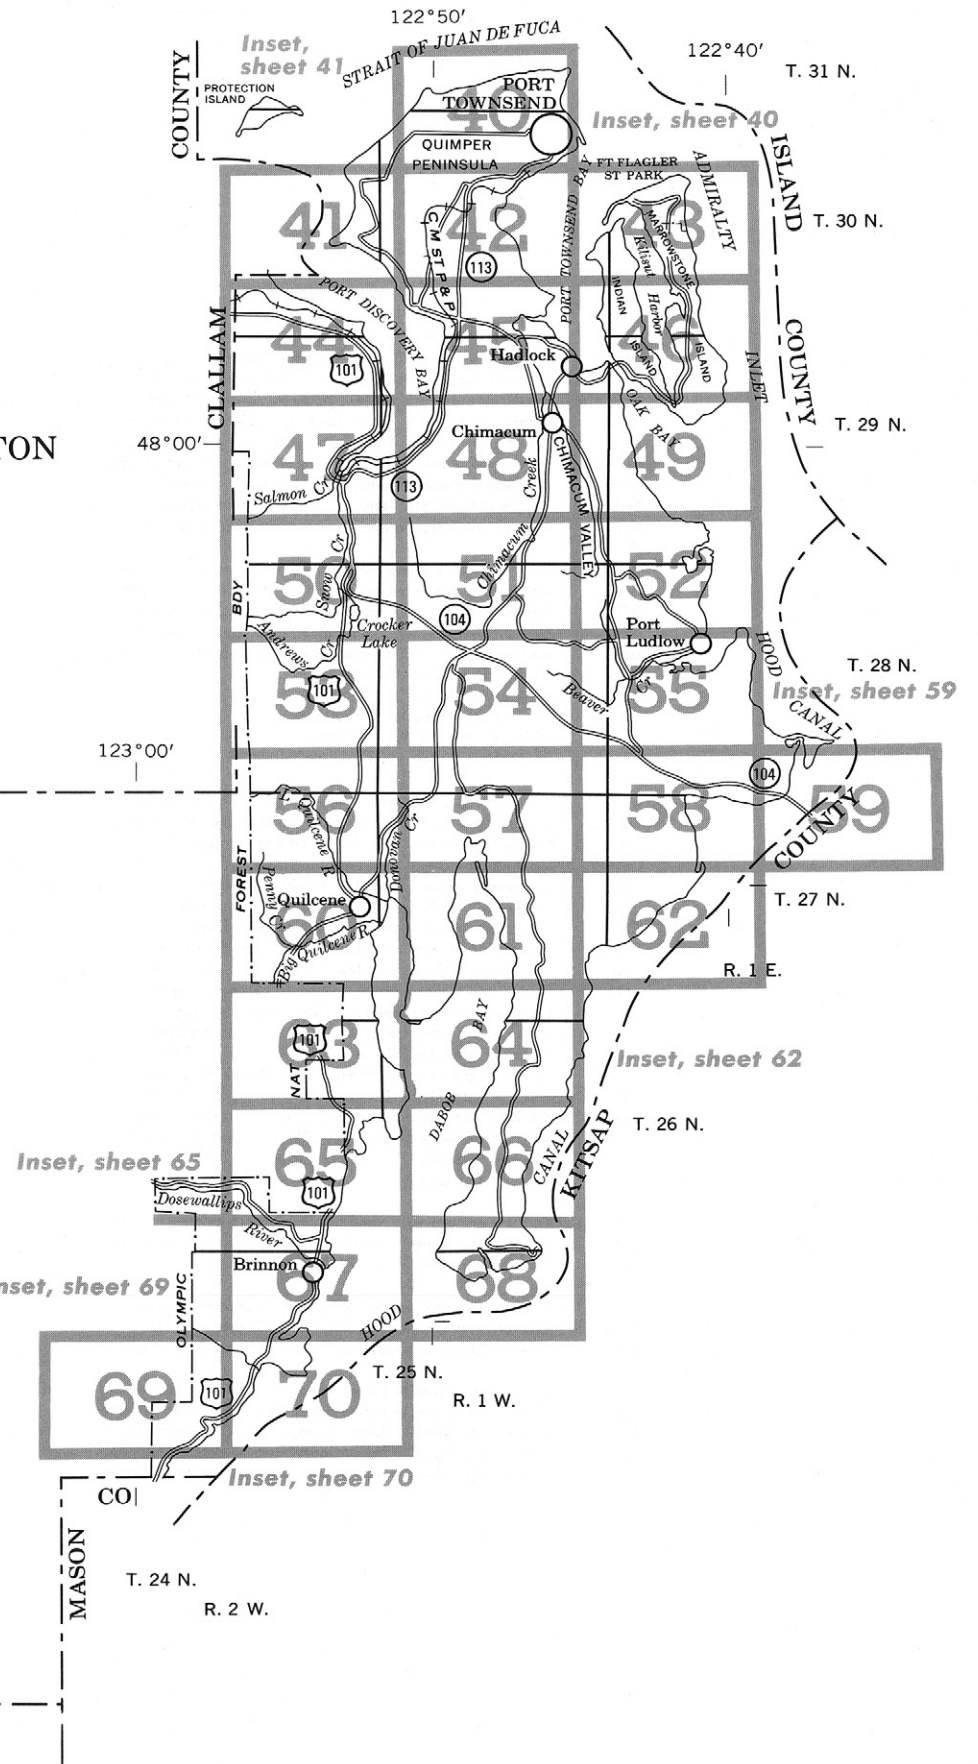 122°50′
STRAIT OF JUAN DE FUCA
122°40′
T. 31 N.
Inset,
sheet 41
COUNTY
PROTECTION
ISLAND
PORT
TOWNSEND
40
Inset, sheet 40
QUIMPER
PENINSULA
FT FLAGLER
ST PARK
ADMIRALTY
INLET
ISLAND
COUNTY
T. 30 N.
41
42
43
C M ST P & P
113
PORT TOWNSEND BAY
MARROWSTONE
ISLAND
Kilisut
Harbor
INDIAN
ISLAND
PORT DISCOVERY BAY
CLALLAM
44
45
46
101
Hadlock
OAK BAY
Chimacum
T. 29 N.
TON
48°00′
47
48
49
Salmon Cr
113
Chimacum Creek
CHIMACUM VALLEY
50
51
52
Snow Cr
BDY
Andrews Cr
Crocker
Lake
104
Port
Ludlow
HOOD
CANAL
T. 28 N.
Inset, sheet 59
53
101
54
55
Beaver Cr
123°00′
104
56
57
58
59
L Quilcene R
Donovan Cr
COUNTY
FOREST
Penny Cr
Quilcene
60
61
62
T. 27 N.
Big Quilcene R
R. 1 E.
63
101
64
NAT
DABOB
BAY
Inset, sheet 62
T. 26 N.
KITSAP
65
66
CANAL
Inset, sheet 65
101
Dosewallips
River
Brinnon
67
68
nset, sheet 69
OLYMPIC
HOOD
T. 25 N.
R. 1 W.
69
101
70
Inset, sheet 70
CO
MASON
T. 24 N.
R. 2 W.